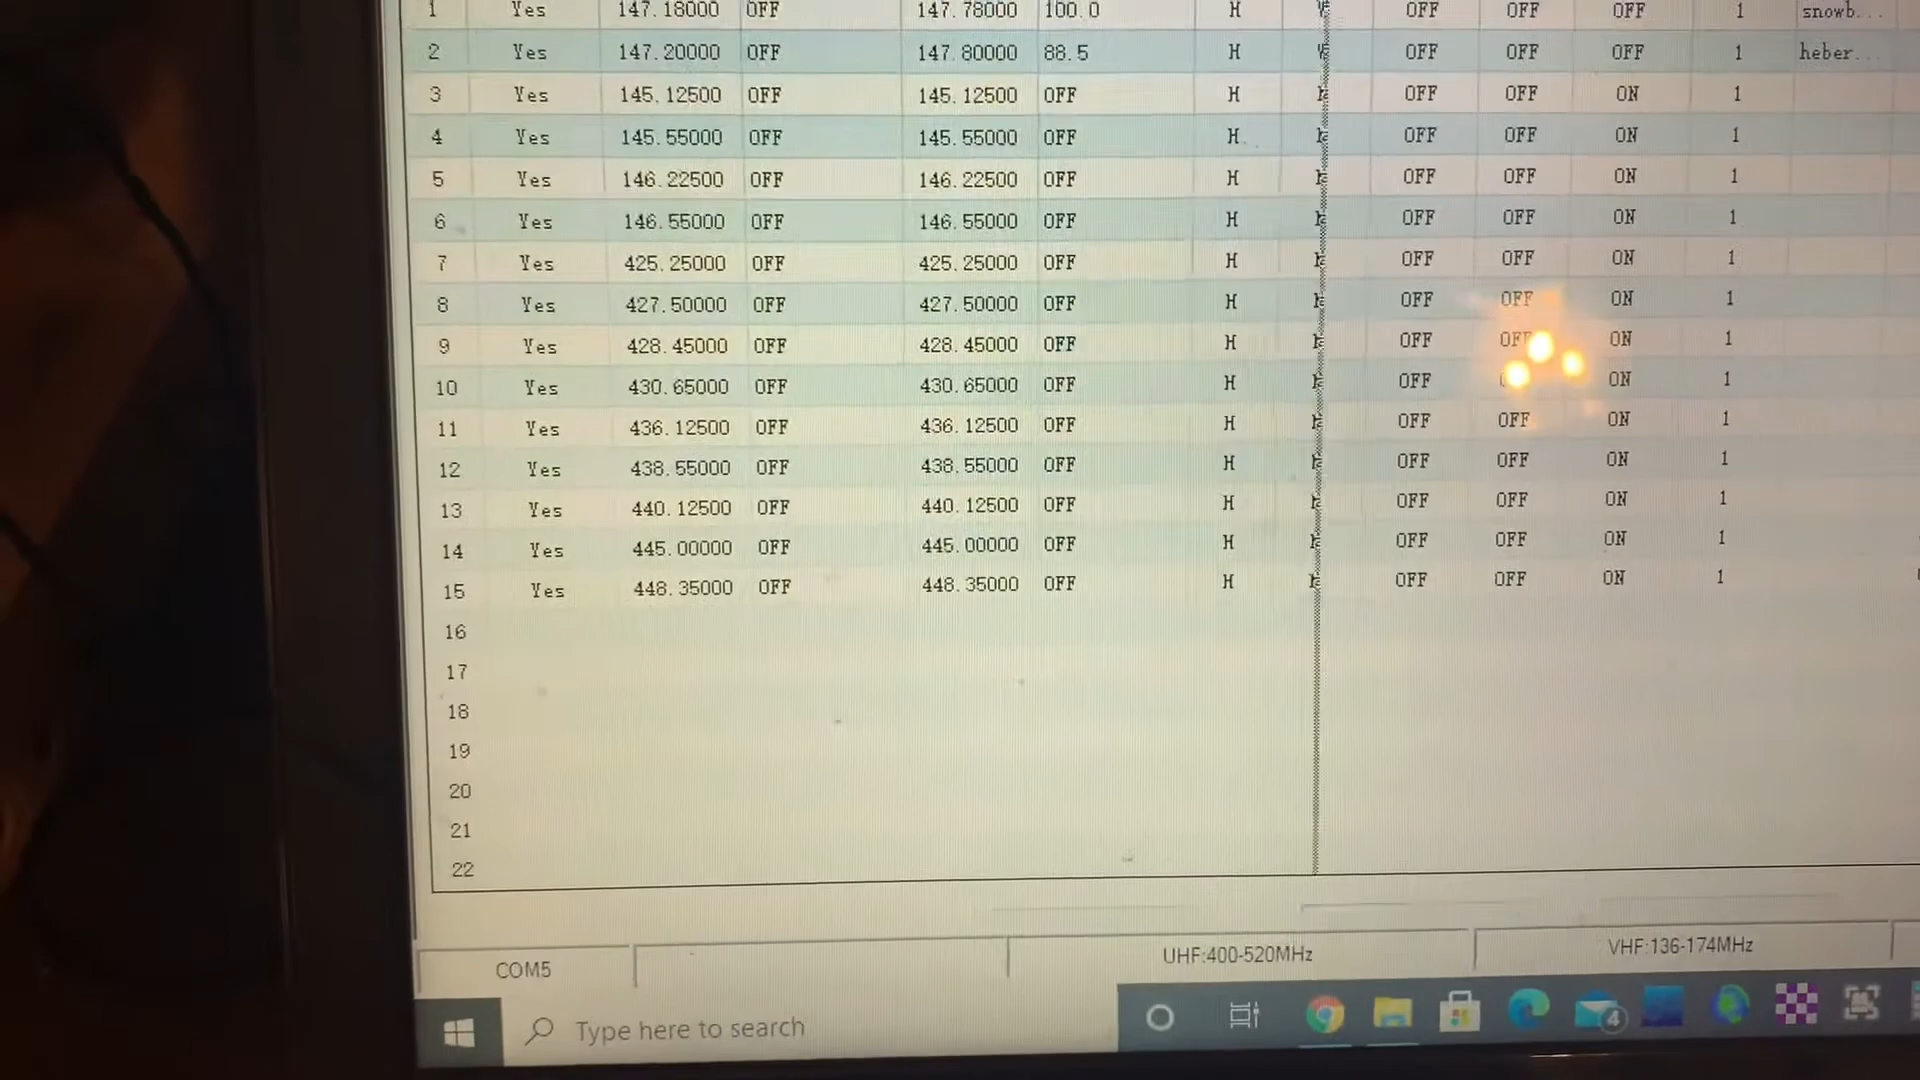 1 Yes 147.18000 OFF 147.78000 100.0 H OFF OFF OFF 1 snowb...
2 Yes 147.20000 OFF 147.80000 88.5 H OFF OFF OFF 1 heber...
3 Yes 145.12500 OFF 145.12500 OFF H OFF OFF ON 1
4 Yes 145.55000 OFF 145.55000 OFF H OFF OFF ON 1
5 Yes 146.22500 OFF 146.22500 OFF H OFF OFF ON 1
6 Yes 146.55000 OFF 146.55000 OFF H OFF OFF ON 1
7 Yes 425.25000 OFF 425.25000 OFF H OFF OFF ON 1
8 Yes 427.50000 OFF 427.50000 OFF H OFF OFF ON 1
9 Yes 428.45000 OFF 428.45000 OFF H OFF OFF ON 1
10 Yes 430.65000 OFF 430.65000 OFF H OFF ON 1
11 Yes 436.12500 OFF 436.12500 OFF H OFF OFF ON 1
12 Yes 438.55000 OFF 438.55000 OFF H OFF OFF ON 1
13 Yes 440.12500 OFF 440.12500 OFF H OFF OFF ON 1
14 Yes 445.00000 OFF 445.00000 OFF H OFF OFF ON 1
15 Yes 448.35000 OFF 448.35000 OFF H OFF OFF ON 1
16
17
18
19
20
21
22
COM5 UHF:400-520MHz VHF:136-174MHz
Type here to search 4